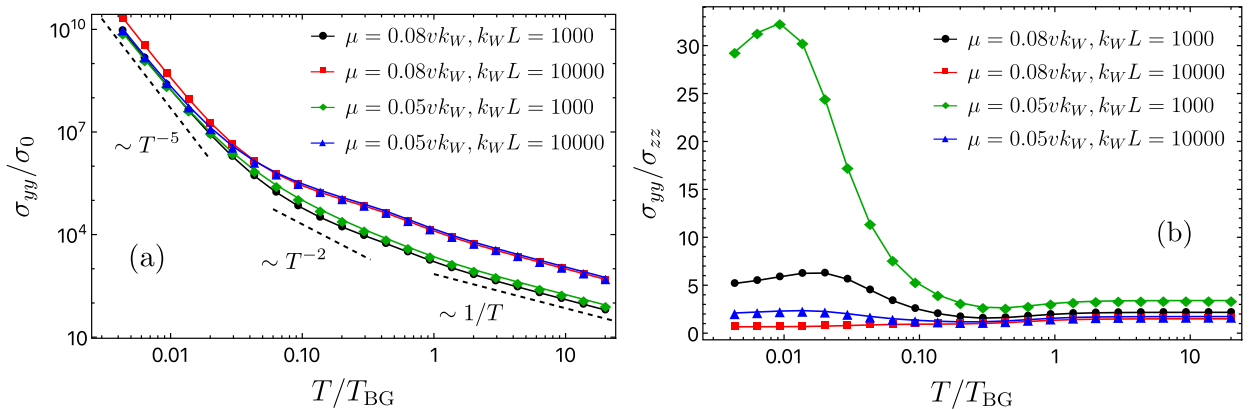 σ_yy/σ_0
10^10
10^7
10^4
10
μ = 0.08vk_W, k_W L = 1000
μ = 0.08vk_W, k_W L = 10000
μ = 0.05vk_W, k_W L = 1000
μ = 0.05vk_W, k_W L = 10000
∼ T^−5
∼ T^−2
∼ 1/T
(a)
0.01 0.10 1 10
T/T_BG
σ_yy/σ_zz
30
25
20
15
10
5
0
μ = 0.08vk_W, k_W L = 1000
μ = 0.08vk_W, k_W L = 10000
μ = 0.05vk_W, k_W L = 1000
μ = 0.05vk_W, k_W L = 10000
(b)
0.01 0.10 1 10
T/T_BG